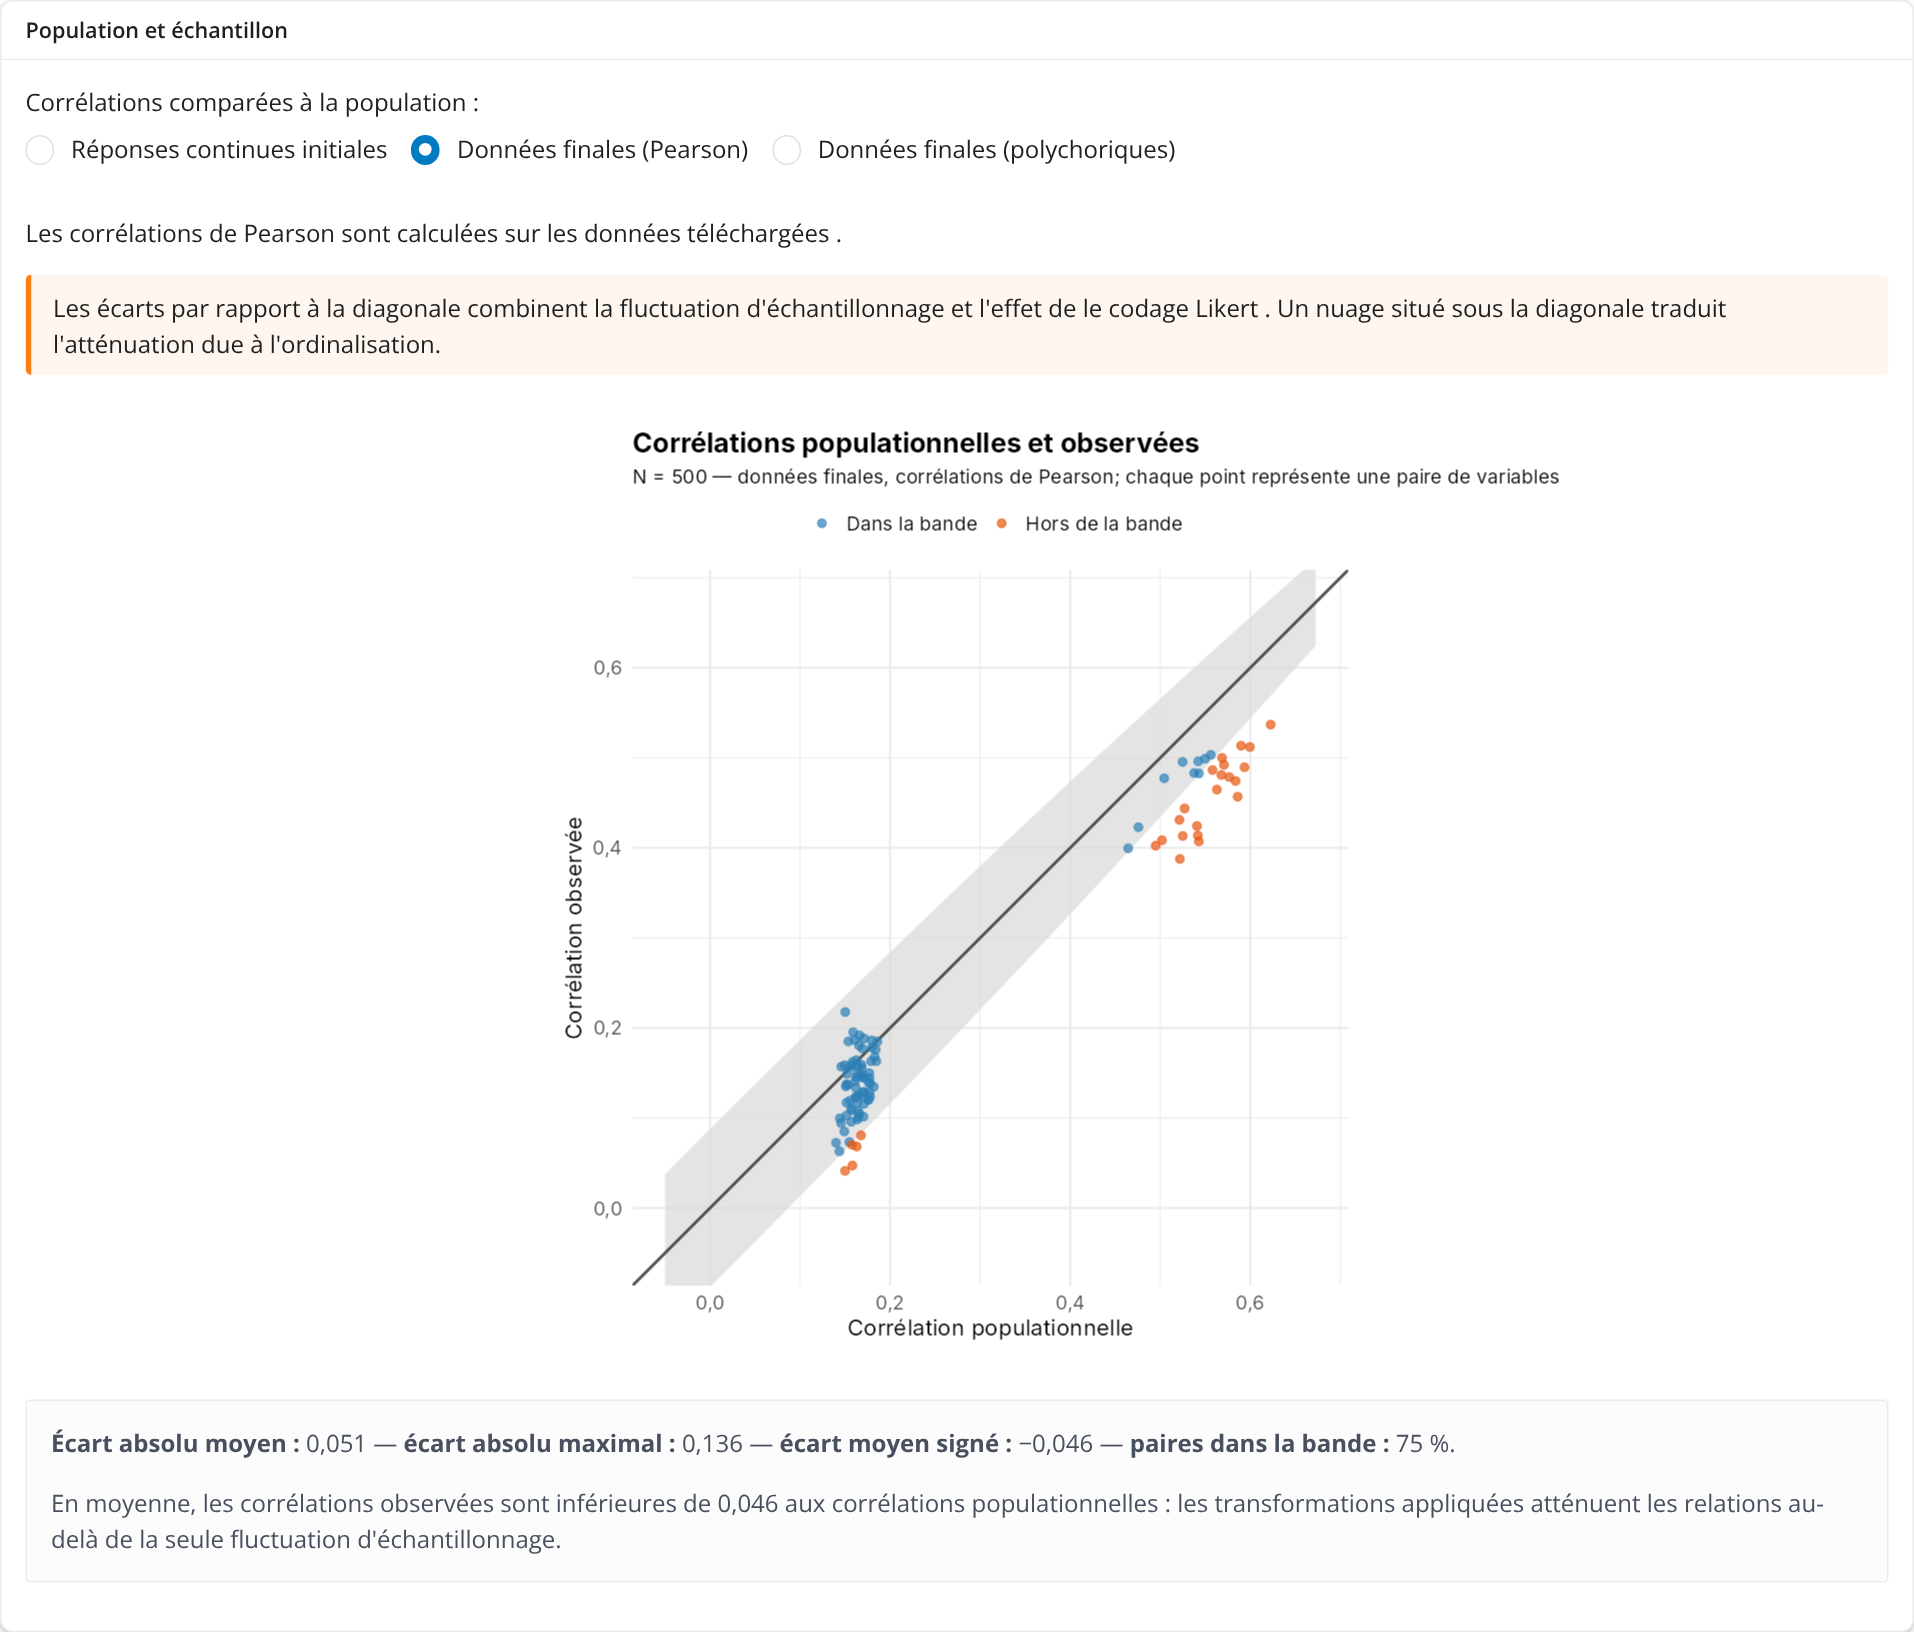 Population et échantillon
Corrélations comparées à la population :
Réponses continues initiales Données finales (Pearson) Données finales (polychoriques)
Les corrélations de Pearson sont calculées sur les données téléchargées .
Les écarts par rapport à la diagonale combinent la fluctuation d'échantillonnage et l'effet de le codage Likert . Un nuage situé sous la diagonale traduit
l'atténuation due à l'ordinalisation.
Corrélations populationnelles et observées
N = 500 — données finales, corrélations de Pearson; chaque point représente une paire de variables
Dans la bande Hors de la bande
Corrélation observée
0,6
0,4
0,2
0,0
0,0 0,2 0,4 0,6
Corrélation populationnelle
Écart absolu moyen : 0,051 — écart absolu maximal : 0,136 — écart moyen signé : −0,046 — paires dans la bande : 75 %.
En moyenne, les corrélations observées sont inférieures de 0,046 aux corrélations populationnelles : les transformations appliquées atténuent les relations au-
delà de la seule fluctuation d'échantillonnage.